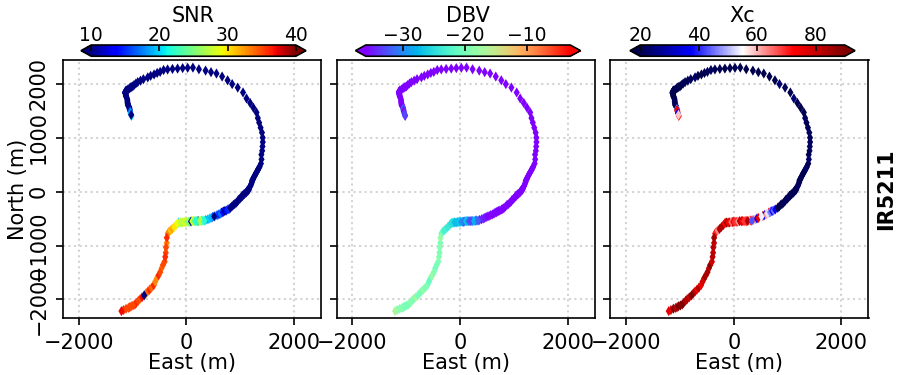 SNR DBV Xc
10 20 30 40 −30 −20 −10 20 40 60 80
2000
1000
0
−1000
−2000
North (m)
−2000 0 2000 −2000 0 2000 −2000 0 2000
East (m) East (m) East (m)
IR5211